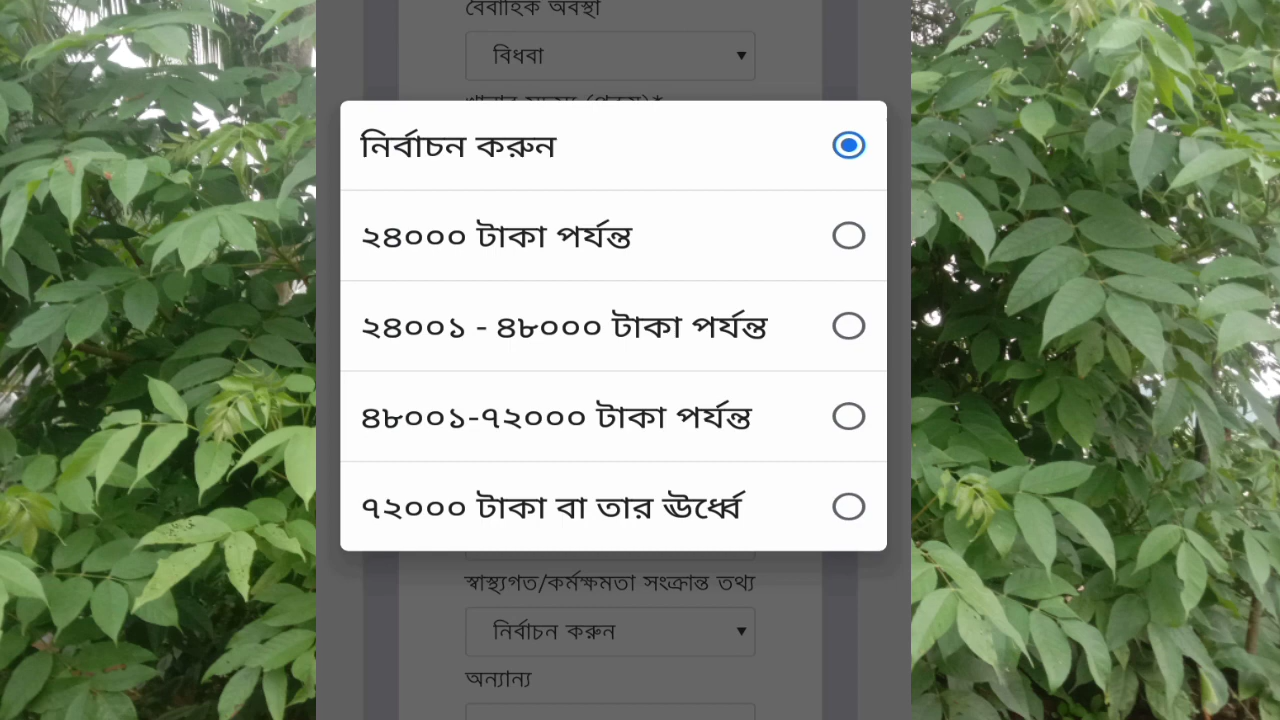 বৈবাহিক অবস্থা
বিধবা
নির্বাচন করুন
২৪০০০ টাকা পর্যন্ত
২৪০০১ - ৪৮০০০ টাকা পর্যন্ত
৪৮০০১-৭২০০০ টাকা পর্যন্ত
৭২০০০ টাকা বা তার ঊর্ধ্বে
স্বাস্থ্যগত/কর্মক্ষমতা সংক্রান্ত তথ্য
নির্বাচন করুন
অন্যান্য